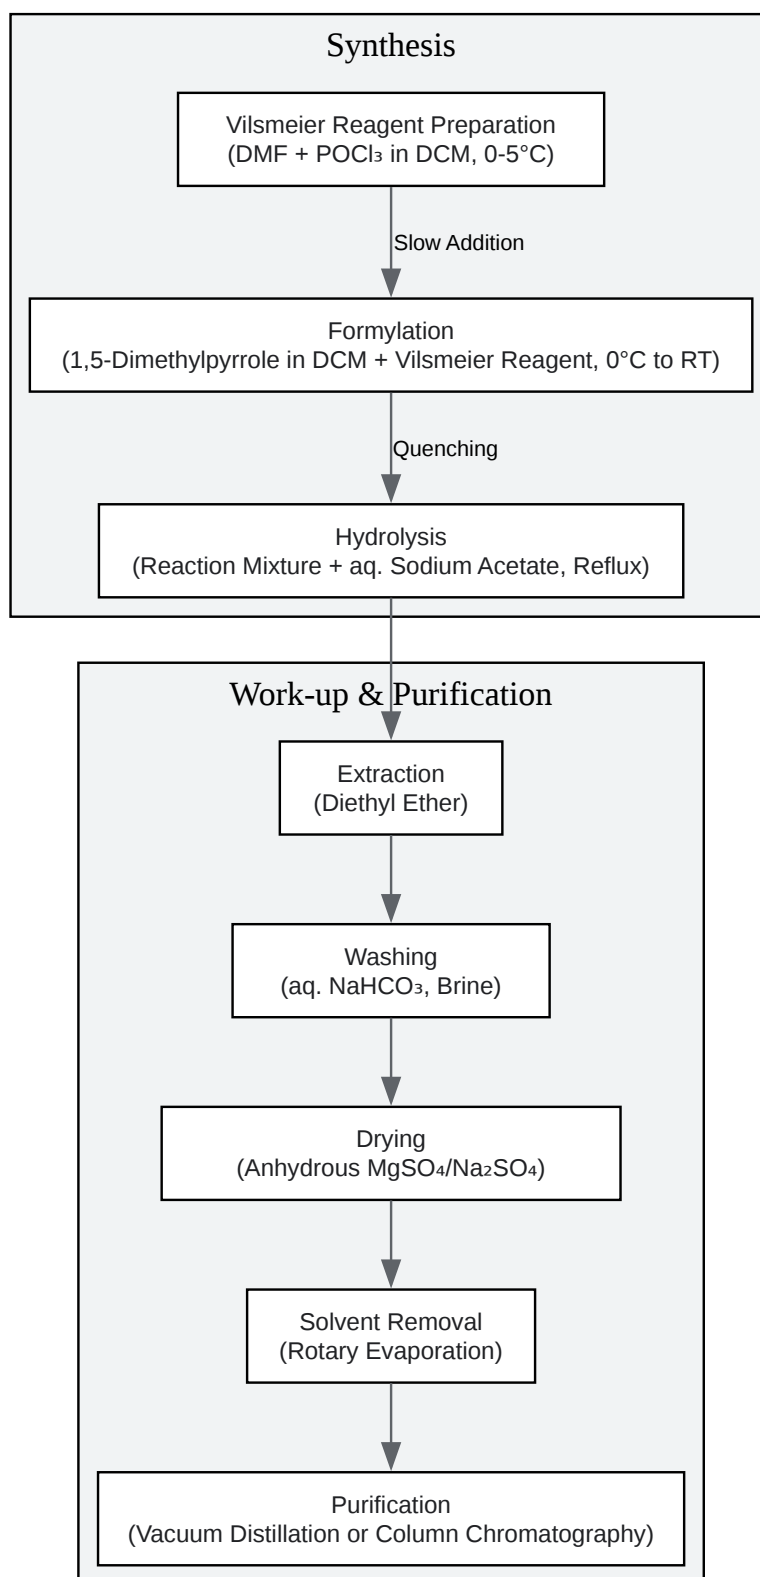 Synthesis
Vilsmeier Reagent Preparation
(DMF + POCl₃ in DCM, 0-5°C)
Slow Addition
Formylation
(1,5-Dimethylpyrrole in DCM + Vilsmeier Reagent, 0°C to RT)
Quenching
Hydrolysis
(Reaction Mixture + aq. Sodium Acetate, Reflux)
Work-up & Purification
Extraction
(Diethyl Ether)
Washing
(aq. NaHCO₃, Brine)
Drying
(Anhydrous MgSO₄/Na₂SO₄)
Solvent Removal
(Rotary Evaporation)
Purification
(Vacuum Distillation or Column Chromatography)